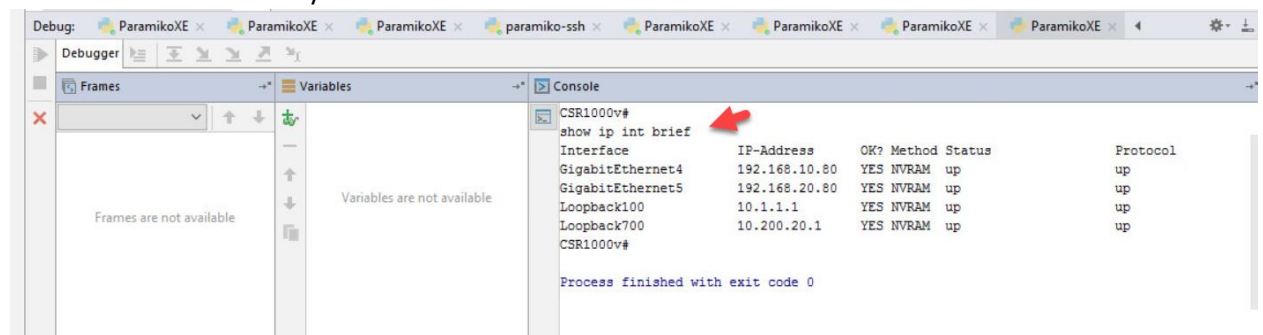 Debug: ParamikoXE ParamikoXE ParamikoXE paramiko-ssh ParamikoXE ParamikoXE ParamikoXE ParamikoXE
Debugger
Frames Variables Console
CSR1000v#
show ip int brief
Interface IP-Address OK? Method Status Protocol
GigabitEthernet4 192.168.10.80 YES NVRAM up up
GigabitEthernet5 192.168.20.80 YES NVRAM up up
Loopback100 10.1.1.1 YES NVRAM up up
Loopback700 10.200.20.1 YES NVRAM up up
CSR1000v#
Process finished with exit code 0
Frames are not available
Variables are not available